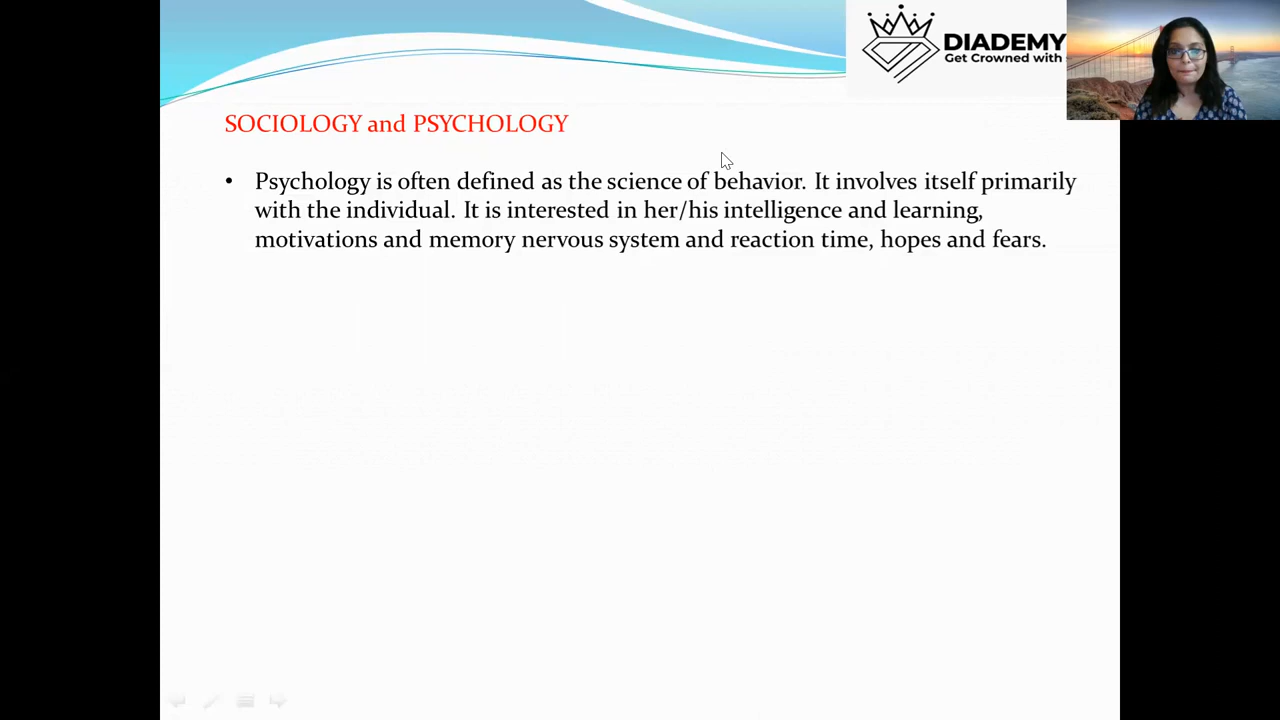 DIADEMY
Get Crowned with
SOCIOLOGY and PSYCHOLOGY
• Psychology is often defined as the science of behavior. It involves itself primarily
with the individual. It is interested in her/his intelligence and learning,
motivations and memory nervous system and reaction time, hopes and fears.